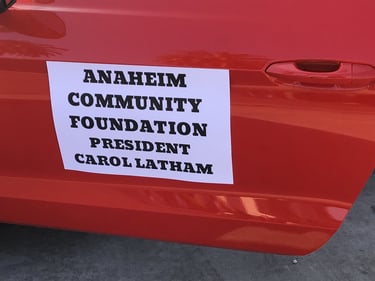 ANAHEIM
COMMUNITY
FOUNDATION
PRESIDENT
CAROL LATHAM